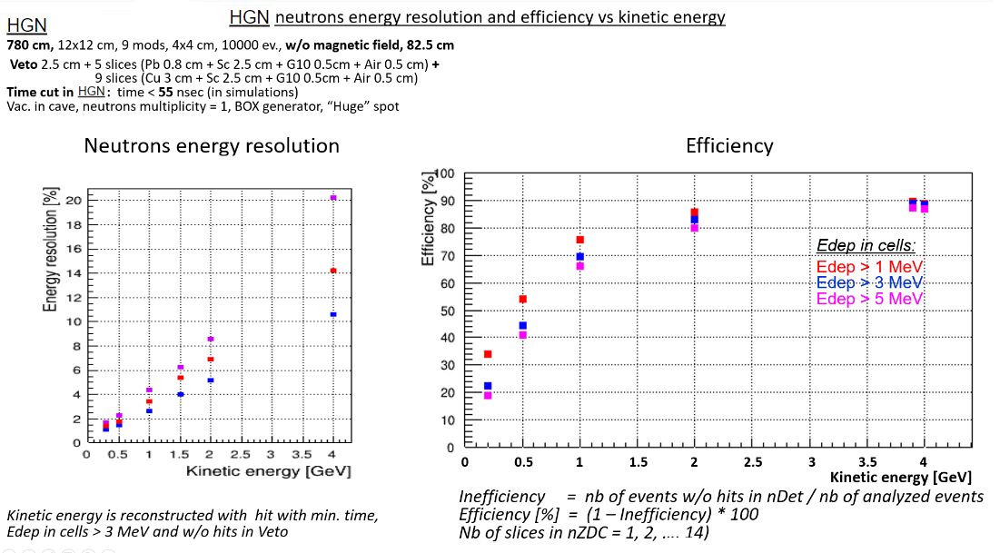 HGN neutrons energy resolution and efficiency vs kinetic energy
HGN
780 cm, 12x12 cm, 9 mods, 4x4 cm, 10000 ev., w/o magnetic field, 82.5 cm
Veto 2.5 cm + 5 slices (Pb 0.8 cm + Sc 2.5 cm + G10 0.5cm + Air 0.5 cm) +
9 slices (Cu 3 cm + Sc 2.5 cm + G10 0.5cm + Air 0.5 cm)
Time cut in HGN: time < 55 nsec (in simulations)
Vac. in cave, neutrons multiplicity = 1, BOX generator, “Huge” spot
Neutrons energy resolution
Energy resolution [%]
20
18
16
14
12
10
8
6
4
2
0
0 0.5 1 1.5 2 2.5 3 3.5 4
Kinetic energy [GeV]
Kinetic energy is reconstructed with hit with min. time,
Edep in cells > 3 MeV and w/o hits in Veto
Efficiency
Efficiency [%]
100
90
80
70
60
50
40
30
20
10
0
Edep in cells:
Edep > 1 MeV
Edep > 3 MeV
Edep > 5 MeV
0 0.5 1 1.5 2 2.5 3 3.5 4
Kinetic energy [GeV]
Inefficiency = nb of events w/o hits in nDet / nb of analyzed events
Efficiency [%] = (1 – Inefficiency) * 100
Nb of slices in nZDC = 1, 2, .... 14)